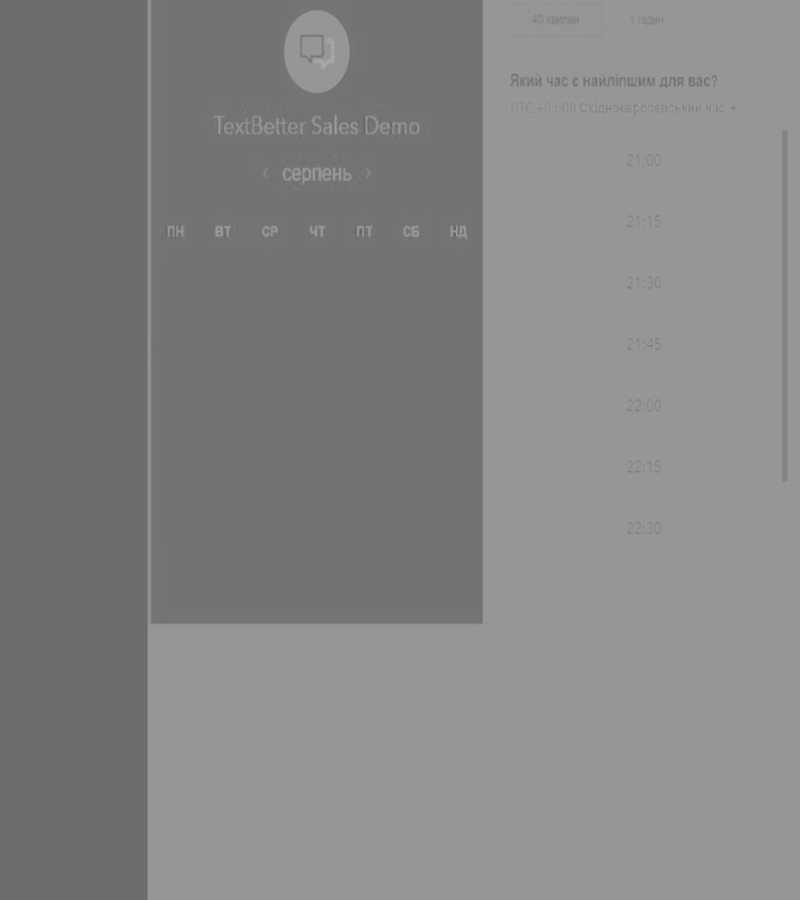 TextBetter Sales Demo
‹ серпень ›
ПН ВТ СР ЧТ ПТ СБ НД
40 хвилин 1 годин
Який час є найліпшим для вас?
UTC +03:00 Східноєвропейський час
21:00
21:15
21:30
21:45
22:00
22:15
22:30